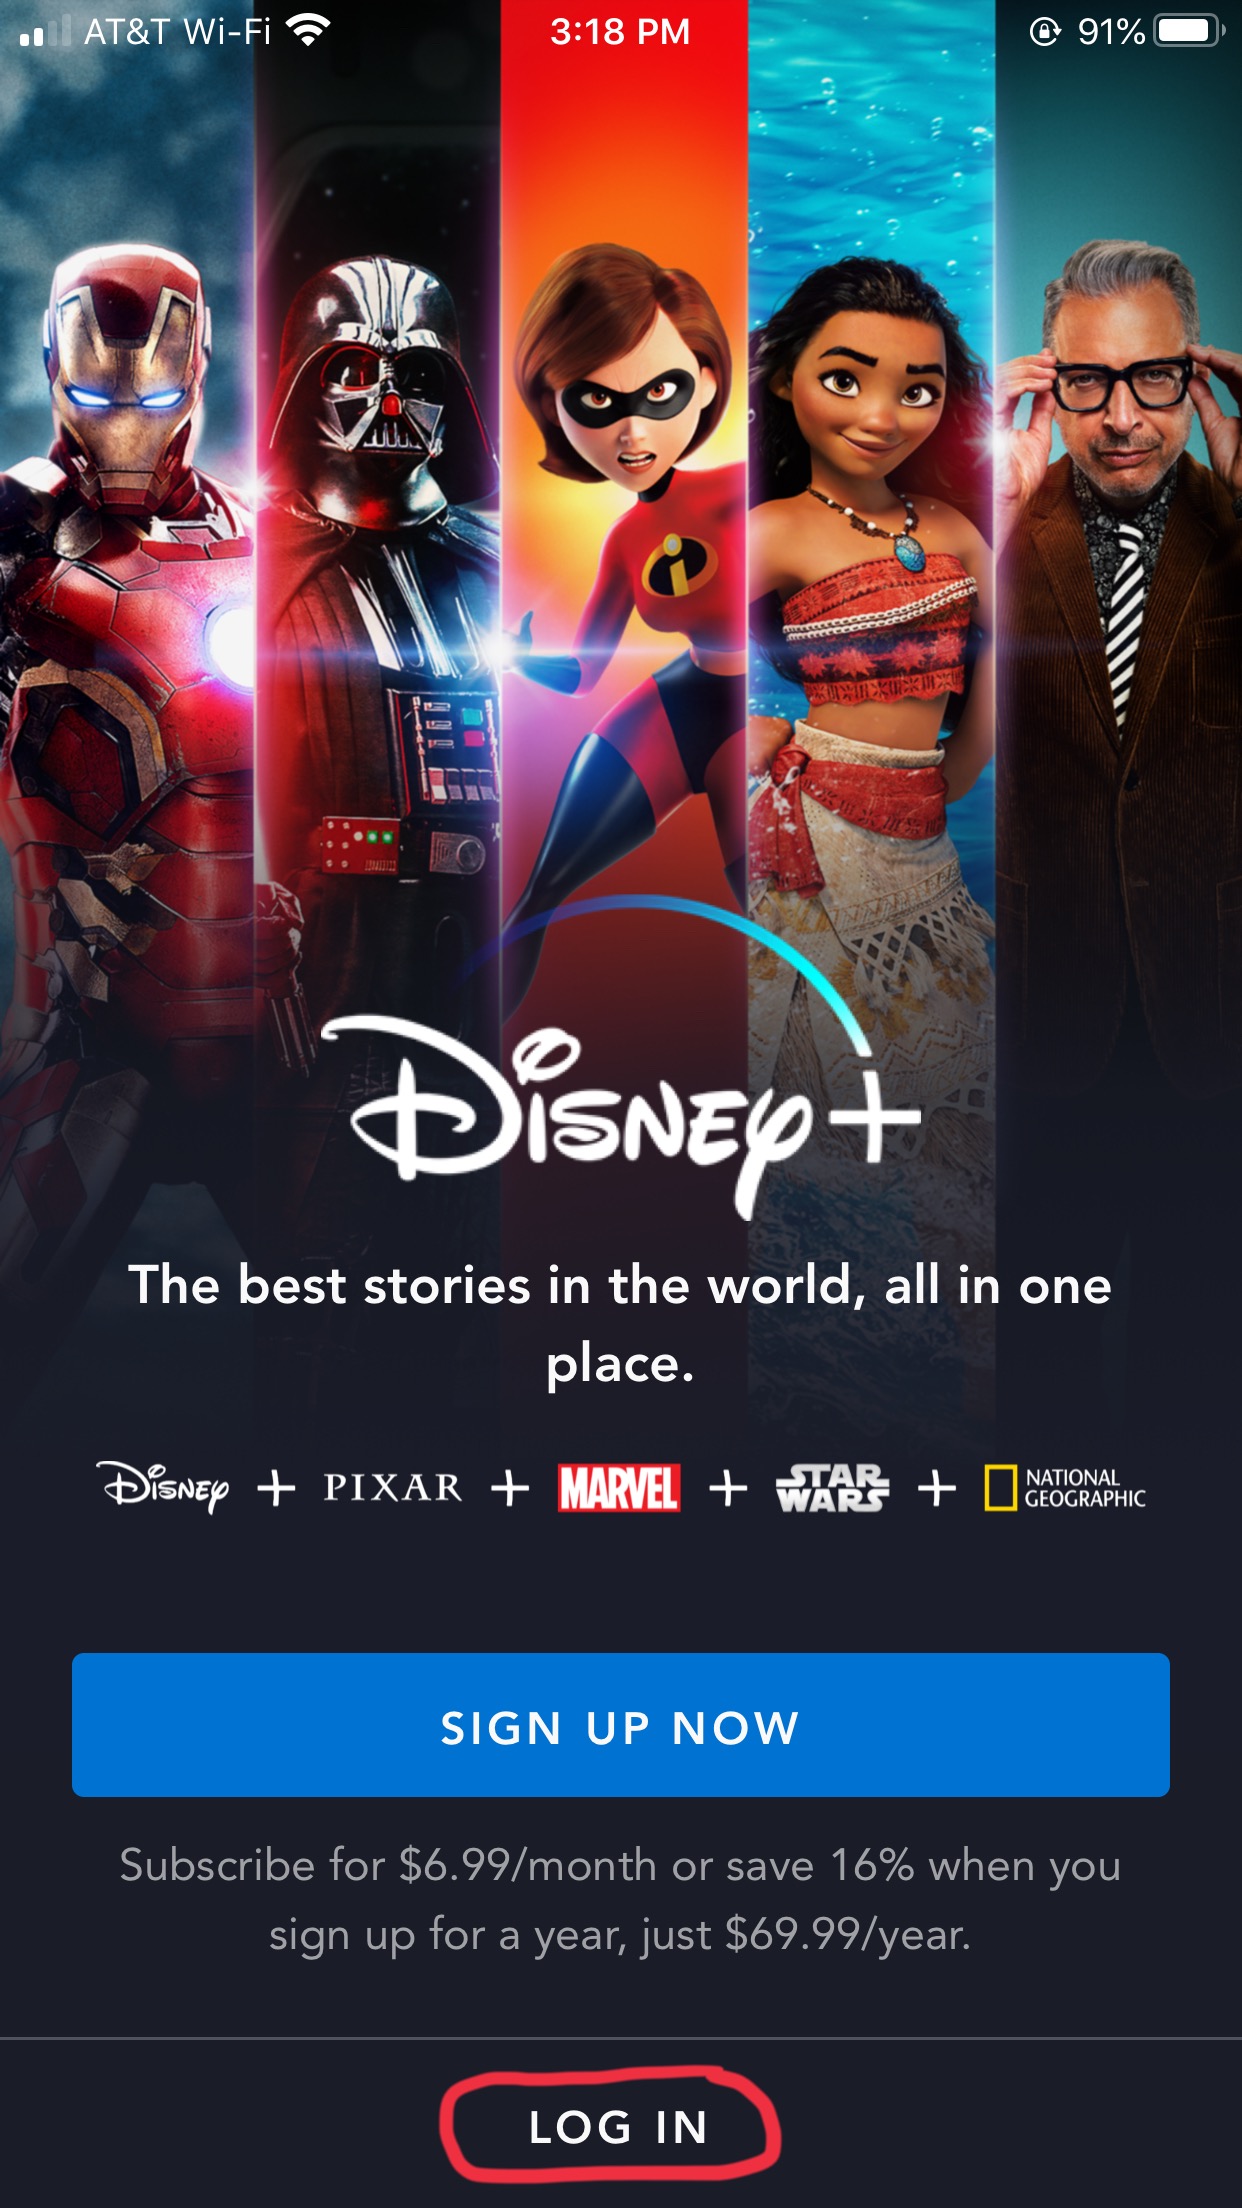 AT&T Wi-Fi 3:18 PM 91%
Disney+
The best stories in the world, all in one
place.
Disney + PIXAR + MARVEL + STAR WARS + NATIONAL GEOGRAPHIC
SIGN UP NOW
Subscribe for $6.99/month or save 16% when you
sign up for a year, just $69.99/year.
LOG IN